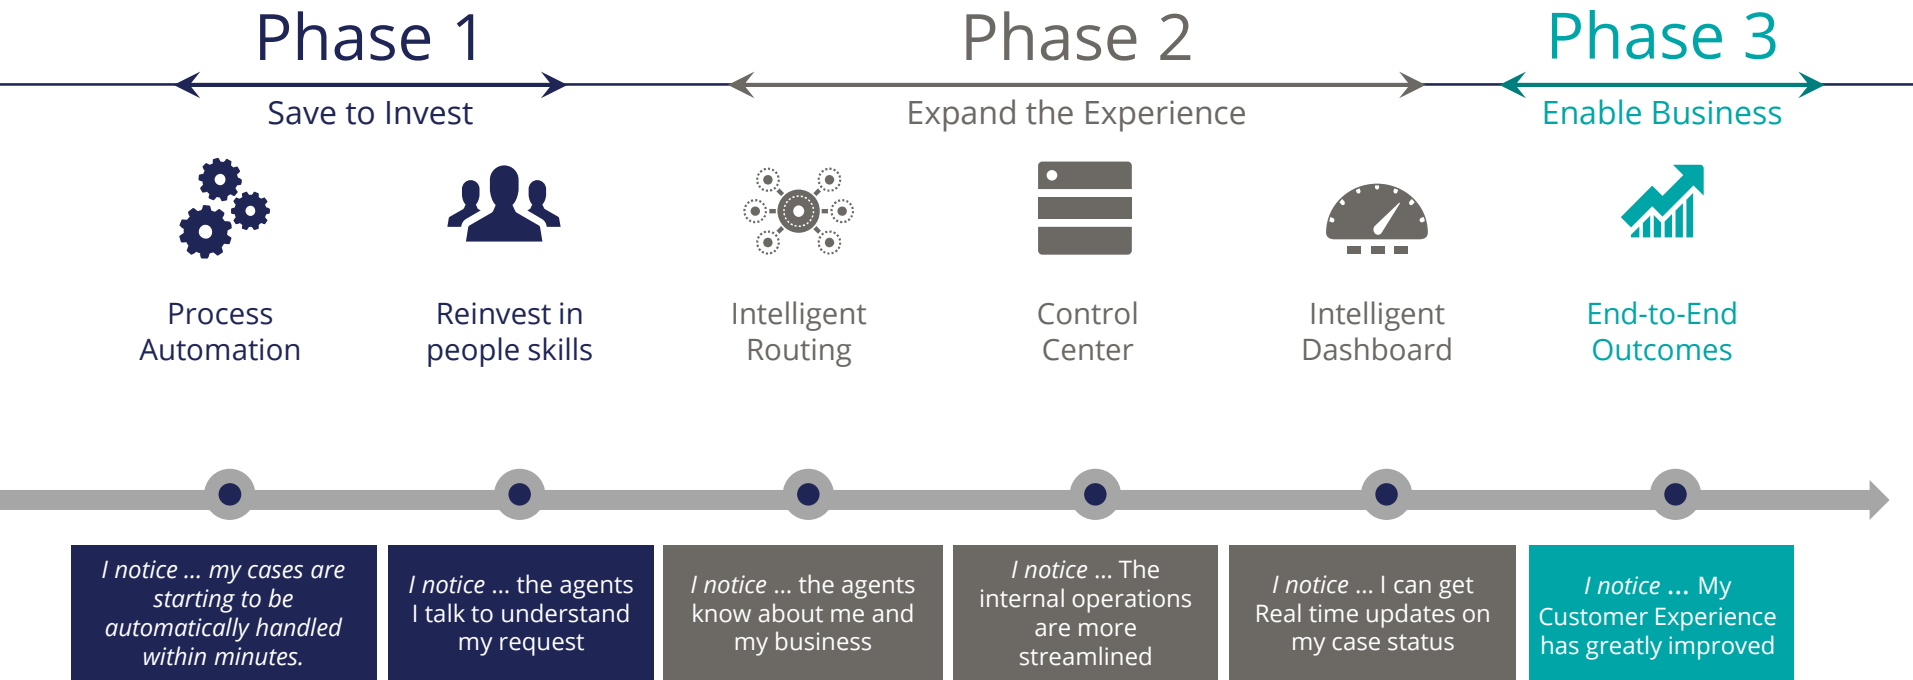 Phase 1
Phase 2
Phase 3
Save to Invest
Expand the Experience
Enable Business
Process
Automation
Reinvest in
people skills
Intelligent
Routing
Control
Center
Intelligent
Dashboard
End-to-End
Outcomes
I notice ... my cases are
starting to be
automatically handled
within minutes.
I notice ... the agents
I talk to understand
my request
I notice ... the agents
know about me and
my business
I notice ... The
internal operations
are more
streamlined
I notice ... I can get
Real time updates on
my case status
I notice ... My
Customer Experience
has greatly improved